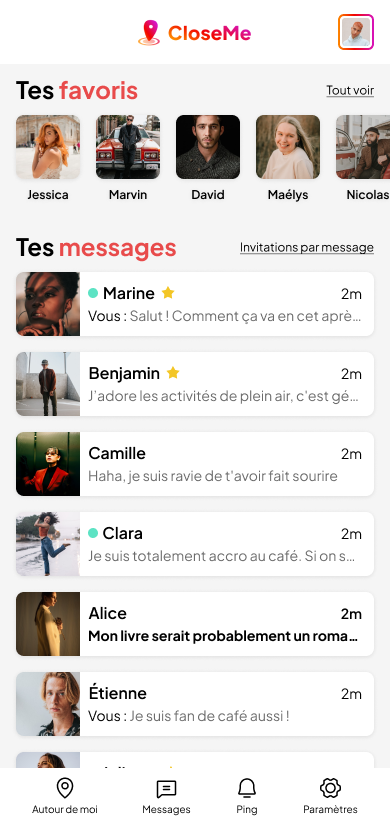 CloseMe
Tes favoris
Tout voir
Jessica
Marvin
David
Maélys
Nicolas
Tes messages
Invitations par message
Marine
2m
Vous : Salut ! Comment ça va en cet aprè...
Benjamin
2m
J'adore les activités de plein air, c'est gé...
Camille
2m
Haha, je suis ravie de t'avoir fait sourire
Clara
2m
Je suis totalement accro au café. Si on s...
Alice
2m
Mon livre serait probablement un roma...
Étienne
2m
Vous : Je suis fan de café aussi !
Autour de moi
Messages
Ping
Paramètres